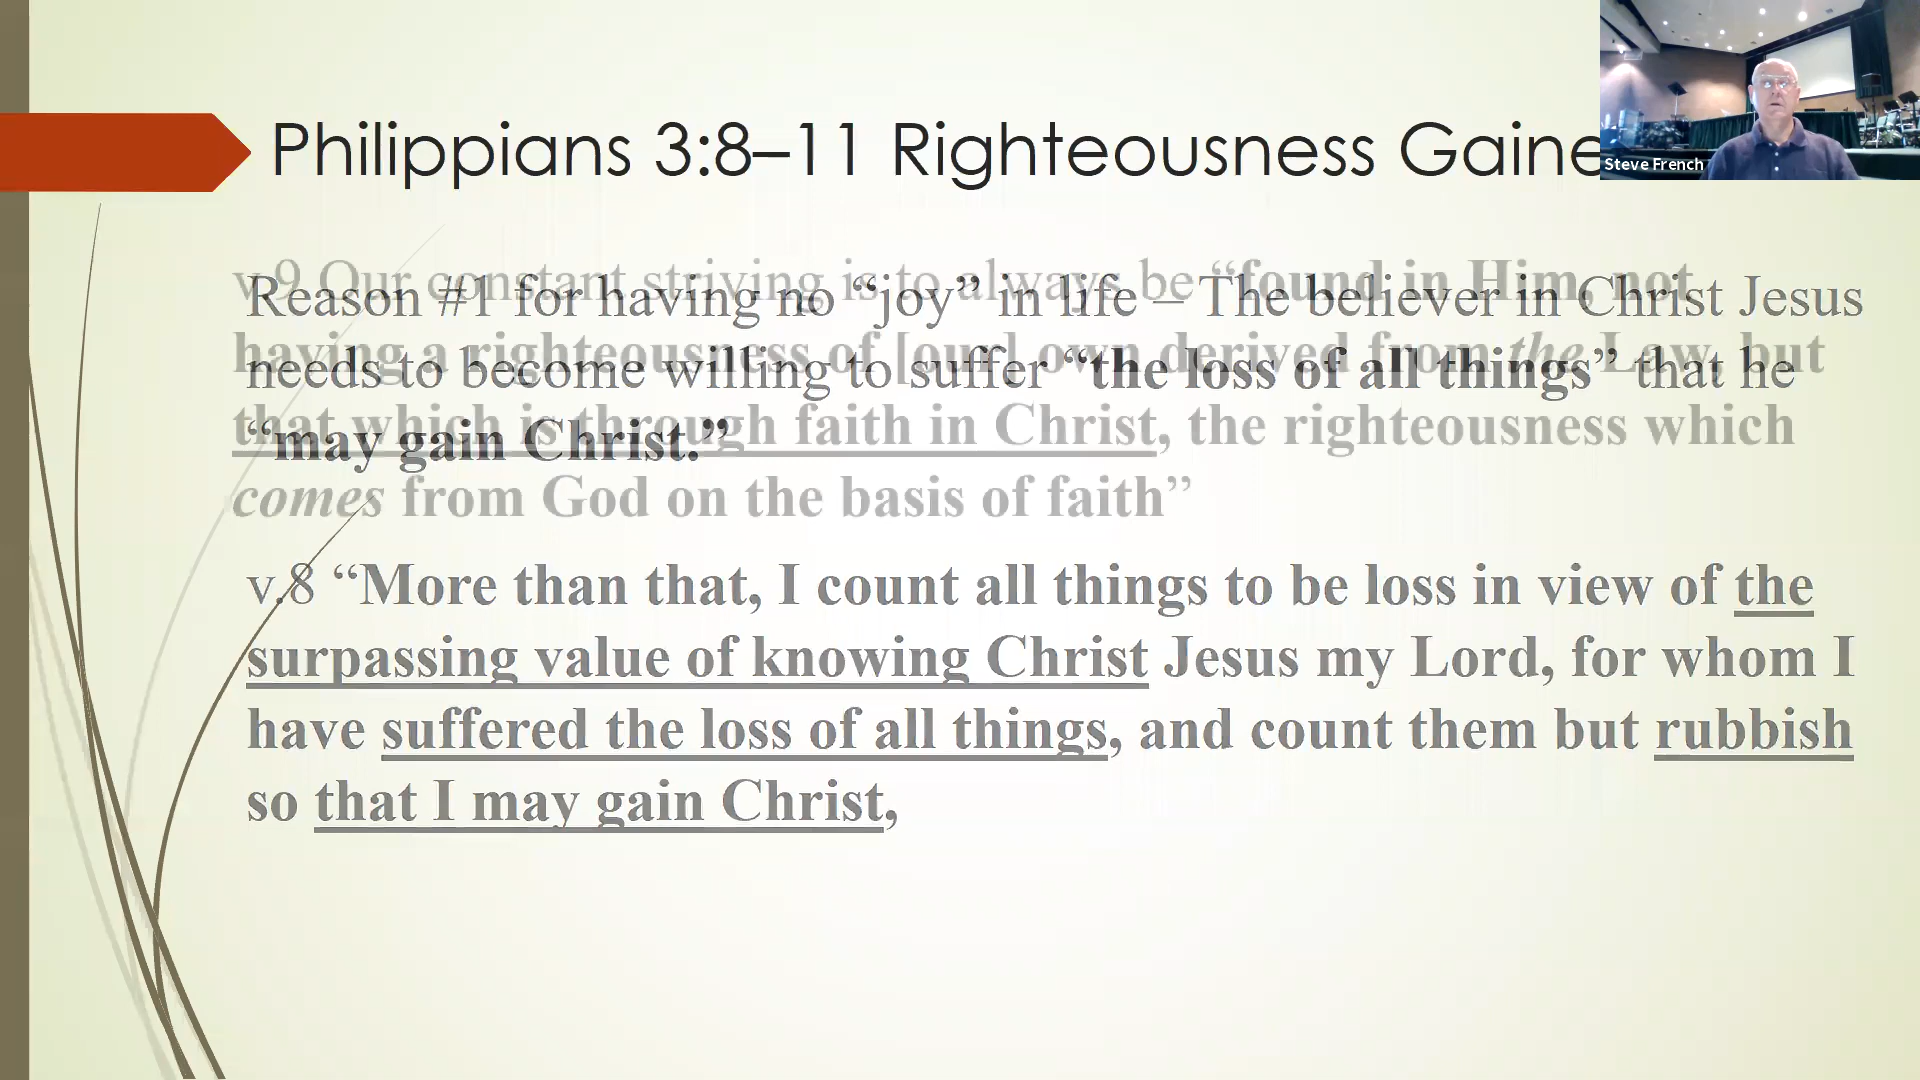 Philippians 3:8–11 Righteousness Gaine
Steve French
Reason #1 for having no “joy” in life – The believer in Christ Jesus
needs to become willing to suffer “the loss of all things” that he
“may gain Christ.”
v.9 Our constant striving is to always be “found in Him, not
having a righteousness of [our] own derived from the Law, but
that which is through faith in Christ, the righteousness which
comes from God on the basis of faith”
v.8 “More than that, I count all things to be loss in view of the
surpassing value of knowing Christ Jesus my Lord, for whom I
have suffered the loss of all things, and count them but rubbish
so that I may gain Christ,